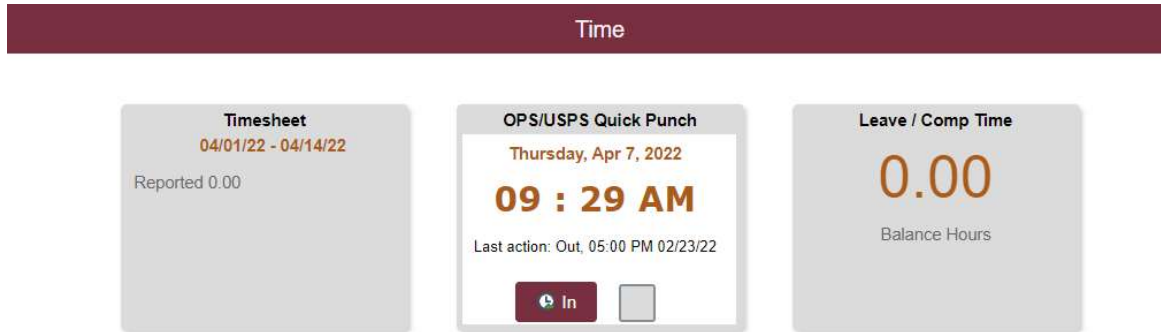 Time
Timesheet
04/01/22 - 04/14/22
Reported 0.00
OPS/USPS Quick Punch
Thursday, Apr 7, 2022
09 : 29 AM
Last action: Out, 05:00 PM 02/23/22
In
Leave / Comp Time
0.00
Balance Hours